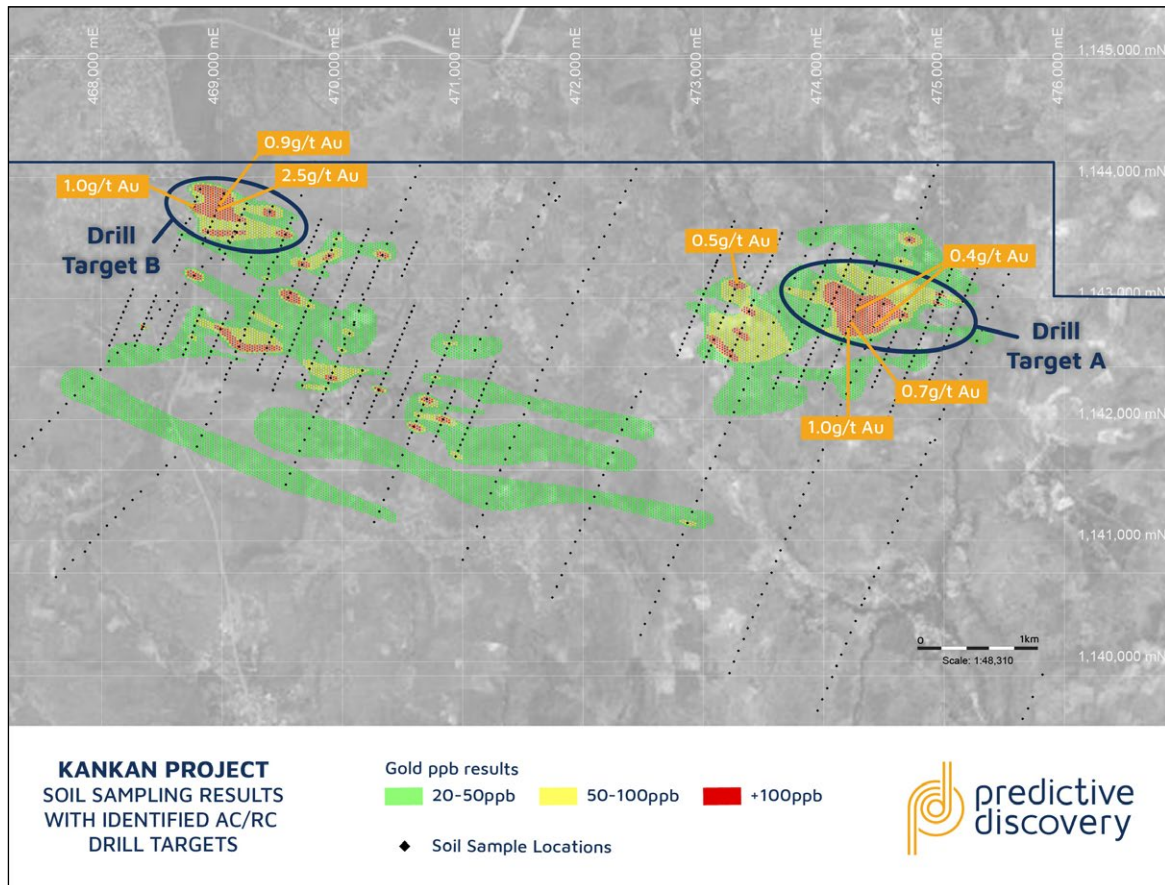 468,000 mE
469,000 mE
470,000 mE
471,000 mE
472,000 mE
473,000 mE
474,000 mE
475,000 mE
476,000 mE
1,145,000 mN
1,144,000 mN
1,143,000 mN
1,142,000 mN
1,141,000 mN
1,140,000 mN
0.9g/t Au
1.0g/t Au
2.5g/t Au
Drill
Target B
0.5g/t Au
0.4g/t Au
Drill
Target A
0.7g/t Au
1.0g/t Au
0 1km
Scale: 1:48,310
KANKAN PROJECT
SOIL SAMPLING RESULTS
WITH IDENTIFIED AC/RC
DRILL TARGETS
Gold ppb results
20-50ppb 50-100ppb +100ppb
Soil Sample Locations
predictive
discovery